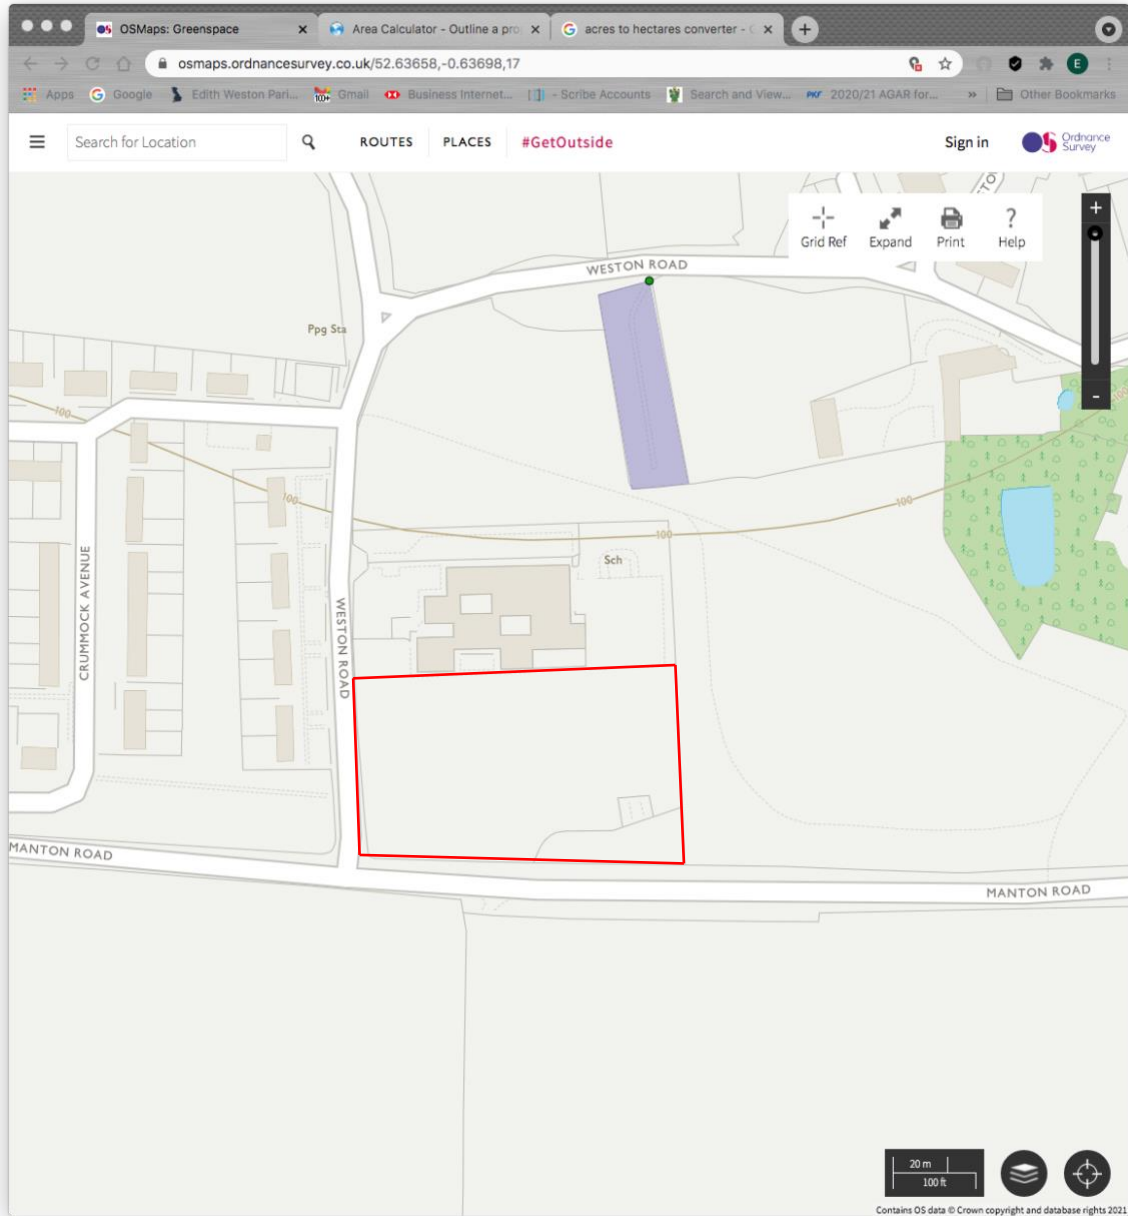 OSMaps: Greenspace
Area Calculator - Outline a pro
acres to hectares converter - G
osmaps.ordnancesurvey.co.uk/52.63658,-0.63698,17
E
Apps
Google
Edith Weston Pari...
100+
Gmail
Business Internet...
- Scribe Accounts
Search and View...
PKF
2020/21 AGAR for...
»
Other Bookmarks
Search for Location
ROUTES
PLACES
#GetOutside
Sign in
OS
Ordnance
Survey
Grid Ref
Expand
Print
?
Help
+
-
WESTON ROAD
Ppg Sta
100
100
100
100
100
Sch
CRUMMOCK AVENUE
WESTON ROAD
MANTON ROAD
MANTON ROAD
20 m
100 ft
Contains OS data © Crown copyright and database rights 2021